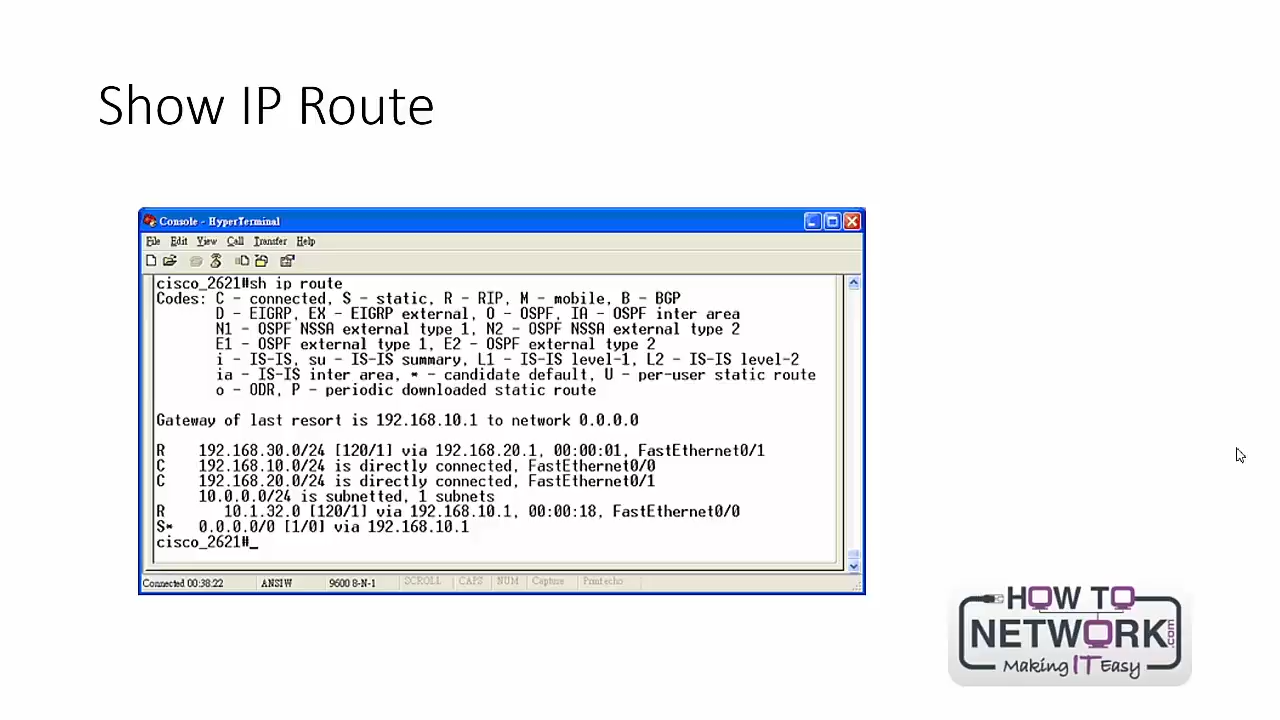 Show IP Route
Console - HyperTerminal
File Edit View Call Transfer Help
cisco_2621#sh ip route
Codes: C - connected, S - static, R - RIP, M - mobile, B - BGP
D - EIGRP, EX - EIGRP external, O - OSPF, IA - OSPF inter area
N1 - OSPF NSSA external type 1, N2 - OSPF NSSA external type 2
E1 - OSPF external type 1, E2 - OSPF external type 2
i - IS-IS, su - IS-IS summary, L1 - IS-IS level-1, L2 - IS-IS level-2
ia - IS-IS inter area, * - candidate default, U - per-user static route
o - ODR, P - periodic downloaded static route
Gateway of last resort is 192.168.10.1 to network 0.0.0.0
R 192.168.30.0/24 [120/1] via 192.168.20.1, 00:00:01, FastEthernet0/1
C 192.168.10.0/24 is directly connected, FastEthernet0/0
C 192.168.20.0/24 is directly connected, FastEthernet0/1
10.0.0.0/24 is subnetted, 1 subnets
R 10.1.32.0 [120/1] via 192.168.10.1, 00:00:18, FastEthernet0/0
S* 0.0.0.0/0 [1/0] via 192.168.10.1
cisco_2621#_
Connected 00:38:22 ANSIW 9600 8-N-1 SCROLL CAPS NUM Capture Print echo
HOW TO
NETWORK.com
Making IT Easy